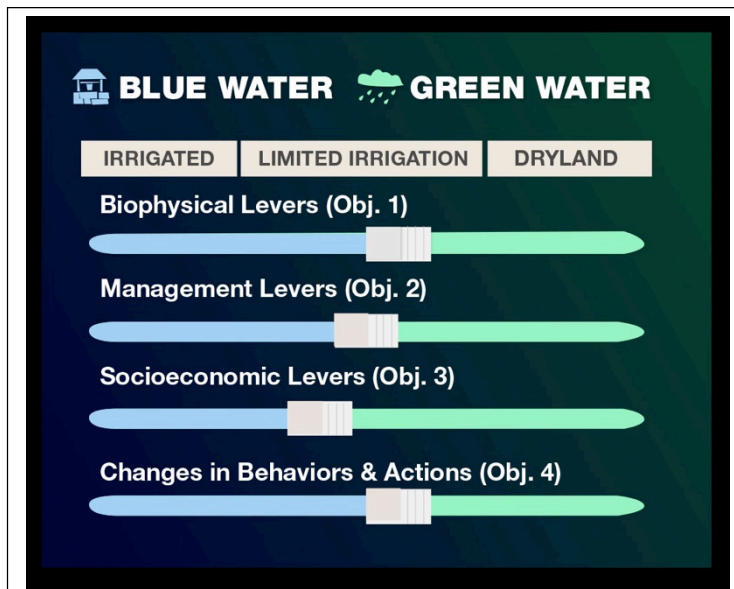 BLUE WATER GREEN WATER
IRRIGATED LIMITED IRRIGATION DRYLAND
Biophysical Levers (Obj. 1)
Management Levers (Obj. 2)
Socioeconomic Levers (Obj. 3)
Changes in Behaviors & Actions (Obj. 4)